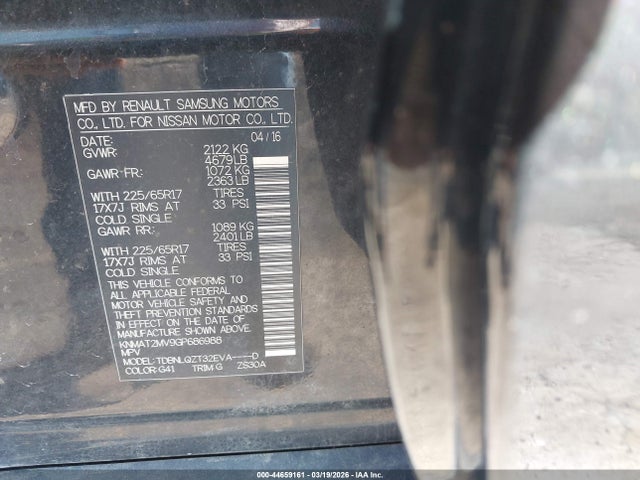 MFD BY RENAULT SAMSUNG MOTORS
CO., LTD. FOR NISSAN MOTOR CO., LTD.
DATE: 04/16
GVWR: 2122 KG
4679 LB
GAWR FR: 1072 KG
2363 LB
WITH 225/65R17 TIRES
17X7J RIMS AT 33 PSI
COLD SINGLE
GAWR RR: 1089 KG
2401 LB
WITH 225/65R17 TIRES
17X7J RIMS AT 33 PSI
COLD SINGLE
THIS VEHICLE CONFORMS TO
ALL APPLICABLE FEDERAL
MOTOR VEHICLE SAFETY AND
THEFT PREVENTION STANDARDS
IN EFFECT ON THE DATE OF
MANUFACTURE SHOWN ABOVE.
KNMAT2MV9GP686988
MPV
MODEL: TDBNLQZT32EVA----D
COLOR: G41 TRIM G ZS30A
000-44659161 - 03/19/2026 - IAA Inc.